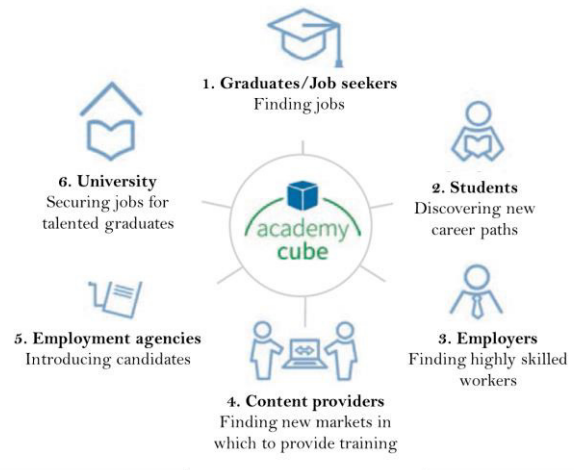 1. Graduates/Job seekers
Finding jobs
2. Students
Discovering new
career paths
3. Employers
Finding highly skilled
workers
4. Content providers
Finding new markets in
which to provide training
5. Employment agencies
Introducing candidates
6. University
Securing jobs for
talented graduates
academy
cube